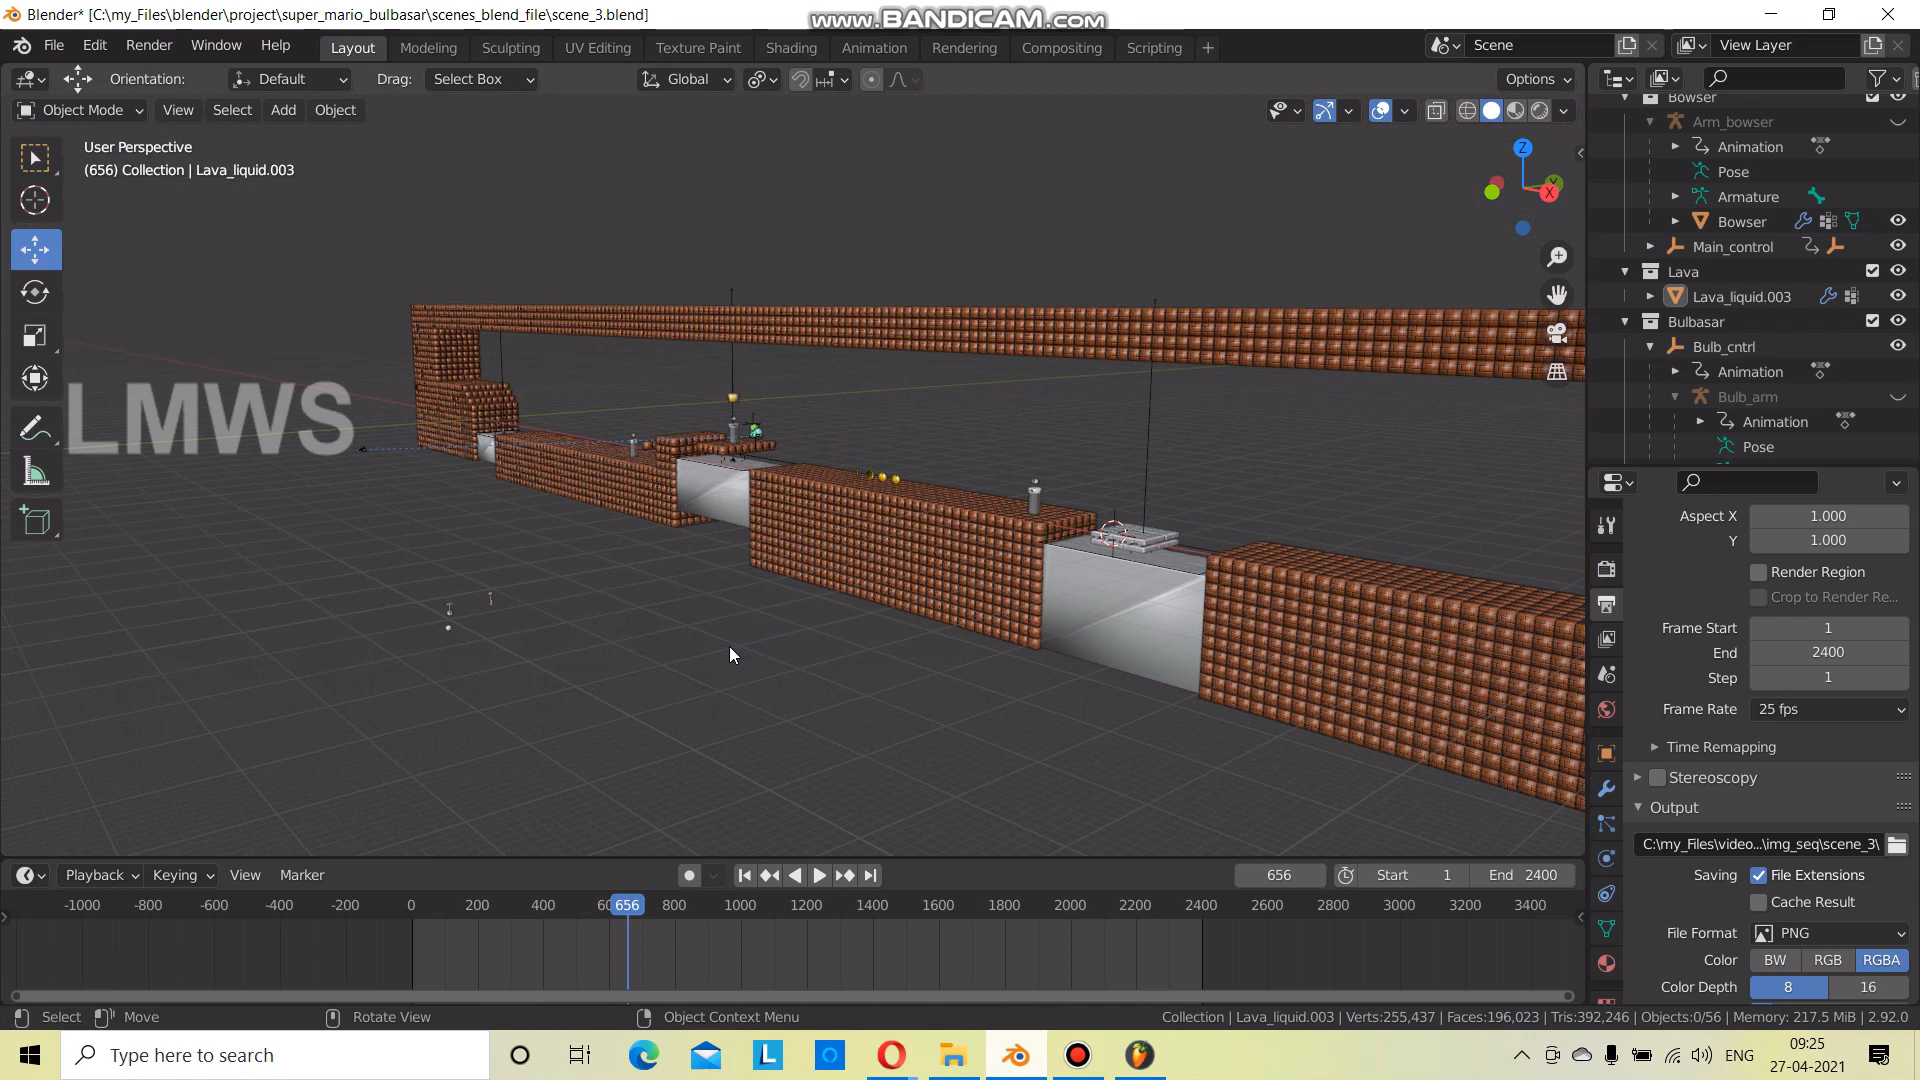 Blender* [C:\my_Files\blender\project\super_mario_bulbasar\scenes_blend_file\scene_3.blend]
www.BANDICAM.com
File Edit Render Window Help
Layout Modeling Sculpting UV Editing Texture Paint Shading Animation Rendering Compositing Scripting +
Scene
View Layer
Orientation: Default Drag: Select Box
Global
Options
Object Mode View Select Add Object
User Perspective
(656) Collection | Lava_liquid.003
Z
Y
X
LMWS
Bowser
Arm_bowser
Animation
Pose
Armature
Bowser
Main_control
Lava
Lava_liquid.003
Bulbasar
Bulb_cntrl
Animation
Bulb_arm
Animation
Pose
Aspect X 1.000
Y 1.000
Render Region
Crop to Render Re...
Frame Start 1
End 2400
Step 1
Frame Rate 25 fps
Time Remapping
Stereoscopy
Output
C:\my_Files\video...\img_seq\scene_3\
Saving File Extensions
Cache Result
File Format PNG
Color BW RGB RGBA
Color Depth 8 16
Playback Keying View Marker
656 Start 1 End 2400
-1000 -800 -600 -400 -200 0 200 400 656 800 1000 1200 1400 1600 1800 2000 2200 2400 2600 2800 3000 3200 3400
Select Move Rotate View Object Context Menu
Collection | Lava_liquid.003 | Verts:255,437 | Faces:196,023 | Tris:392,246 | Objects:0/56 | Memory: 217.5 MiB | 2.92.0
Type here to search
ENG
09:25
27-04-2021